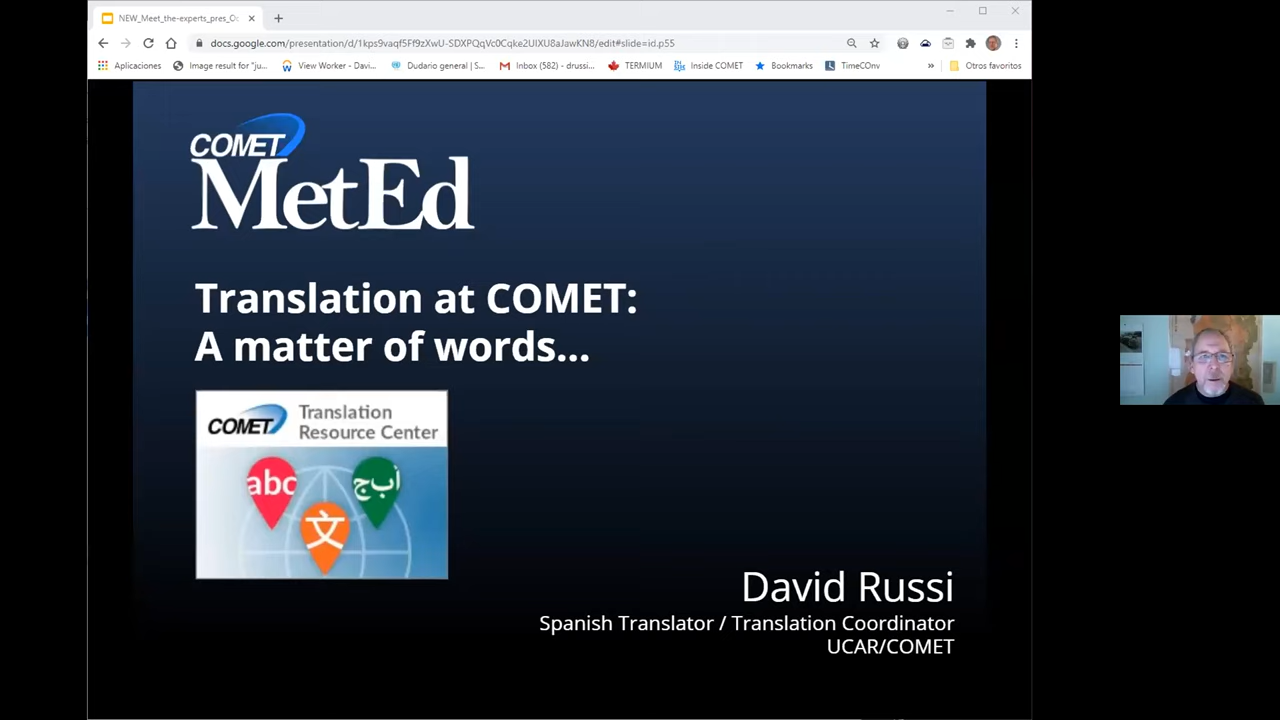 NEW_Meet_the-experts_pres_Oc
docs.google.com/presentation/d/1kps9vaqf5Ff9zXwU-SDXPQqVc0Cqke2UIXU8aJawKN8/edit#slide=id.p55
Aplicaciones Image result for "ju... View Worker - Davi... Dudario general | S... Inbox (582) - drussi... TERMIUM Inside COMET Bookmarks TimeCOnv » Otros favoritos
COMET
MetEd
Translation at COMET:
A matter of words...
COMET Translation
Resource Center
abc أبج
文
David Russi
Spanish Translator / Translation Coordinator
UCAR/COMET